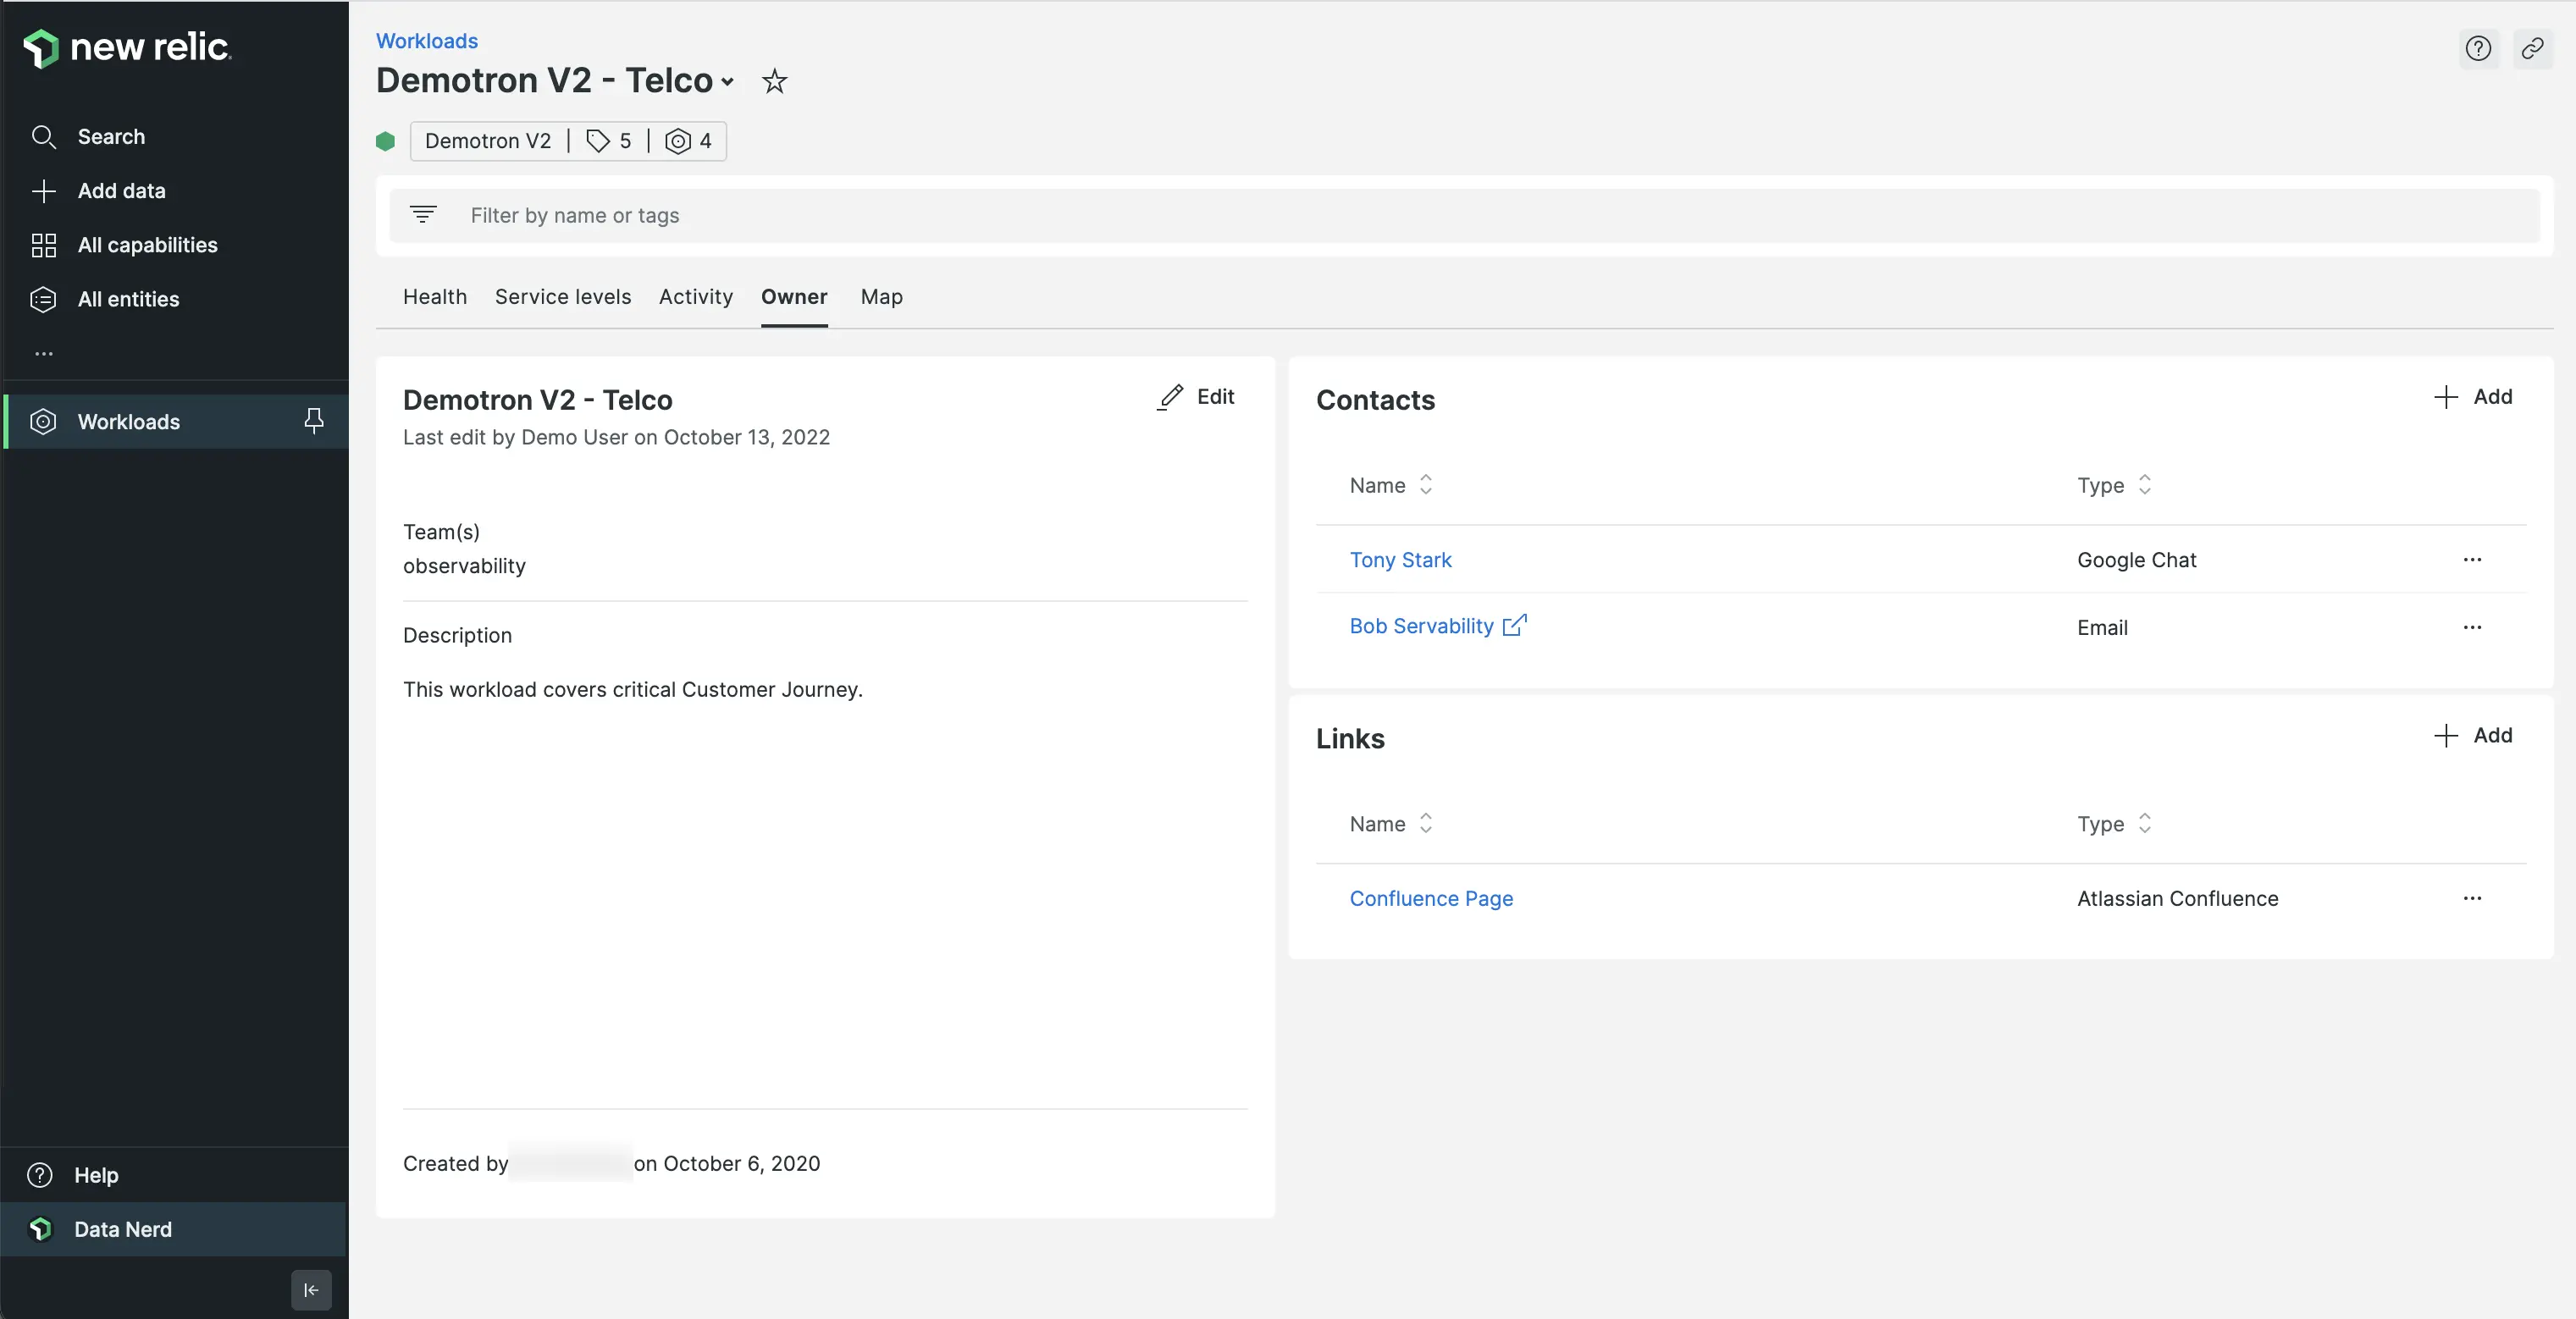 new relic.
Search
Add data
All capabilities
All entities
...
Workloads
Help
Data Nerd
Workloads
Demotron V2 - Telco
Demotron V2 | 5 | 4
Filter by name or tags
Health Service levels Activity Owner Map
Demotron V2 - Telco
Edit
Last edit by Demo User on October 13, 2022
Team(s)
observability
Description
This workload covers critical Customer Journey.
Created by on October 6, 2020
Contacts
Add
Name Type
Tony Stark Google Chat ...
Bob Servability Email ...
Links
Add
Name Type
Confluence Page Atlassian Confluence ...